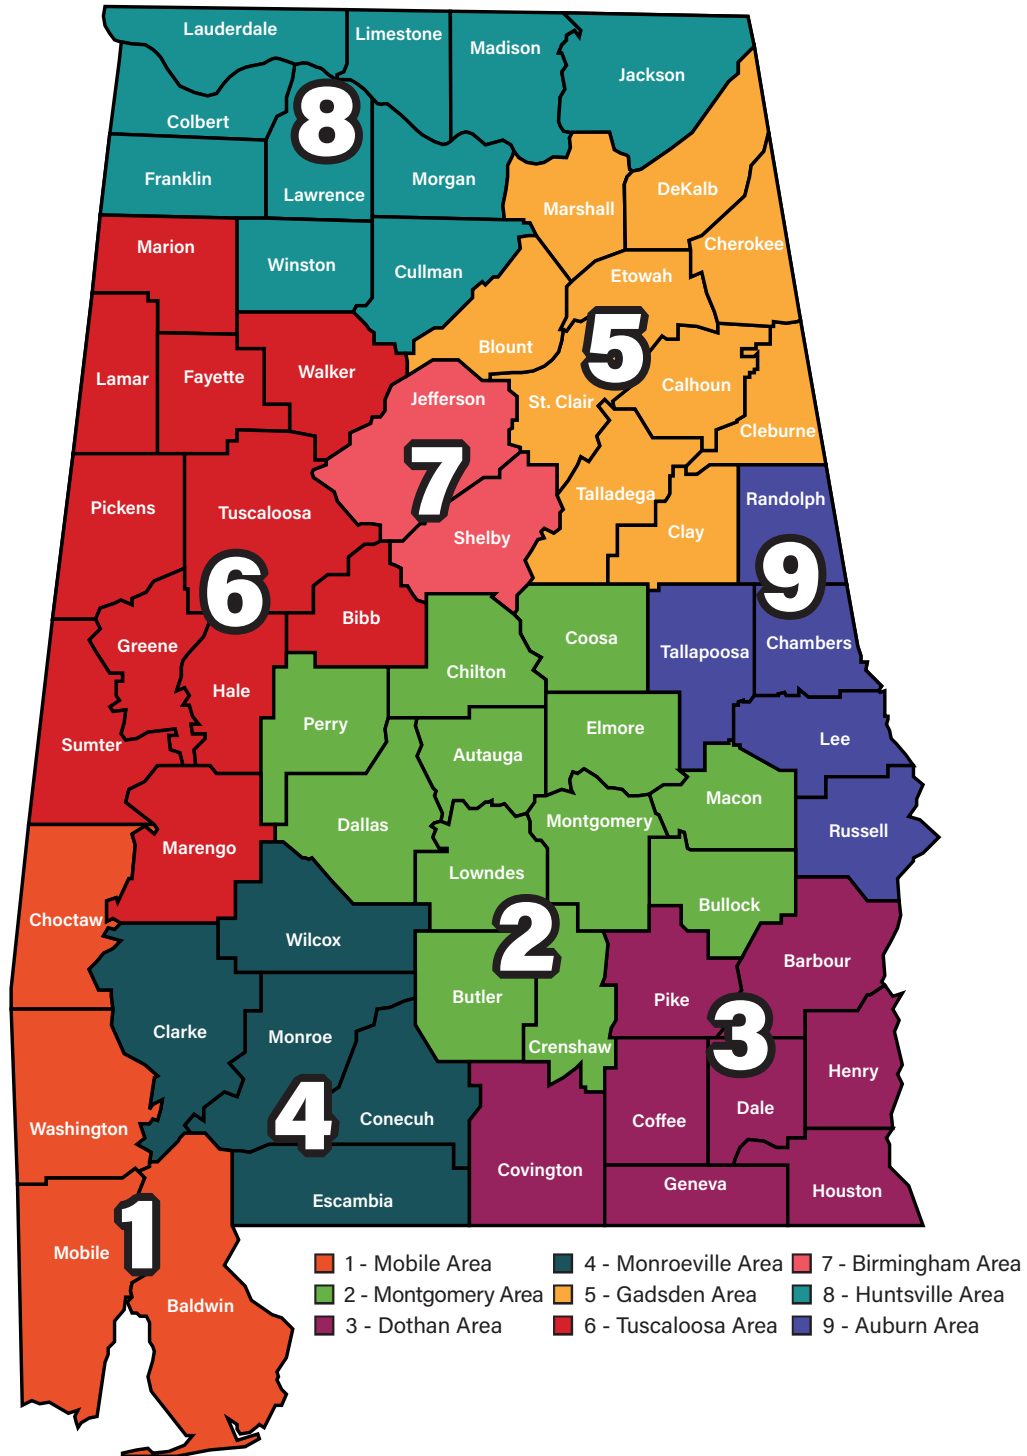 Lauderdale
Limestone
Madison
Jackson
Colbert
8
Franklin
Lawrence
Morgan
Marshall
DeKalb
Marion
Winston
Cullman
Cherokee
Etowah
Blount
5
Lamar
Fayette
Walker
Jefferson
St. Clair
Calhoun
Cleburne
7
Pickens
Tuscaloosa
Shelby
Talladega
Clay
Randolph
9
6
Greene
Bibb
Coosa
Tallapoosa
Chambers
Hale
Chilton
Sumter
Perry
Autauga
Elmore
Lee
Marengo
Dallas
Montgomery
Macon
Russell
Lowndes
Bullock
Choctaw
Wilcox
2
Barbour
Clarke
Monroe
Butler
Crenshaw
Pike
3
Henry
Washington
4
Conecuh
Coffee
Dale
Covington
Geneva
Houston
Escambia
1
Mobile
Baldwin
1 - Mobile Area
2 - Montgomery Area
3 - Dothan Area
4 - Monroeville Area
5 - Gadsden Area
6 - Tuscaloosa Area
7 - Birmingham Area
8 - Huntsville Area
9 - Auburn Area